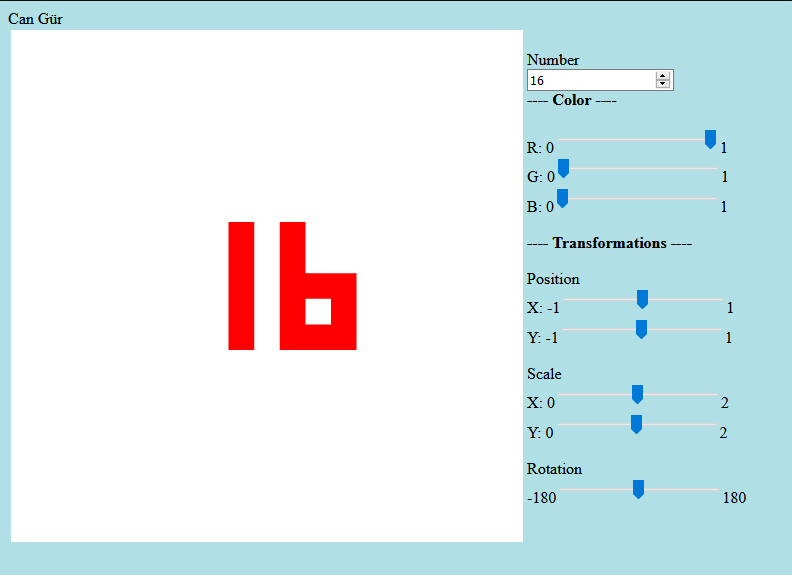 Can Gür
16
Number
16
---- Color ----
R: 0 1
G: 0 1
B: 0 1
---- Transformations ----
Position
X: -1 1
Y: -1 1
Scale
X: 0 2
Y: 0 2
Rotation
-180 180